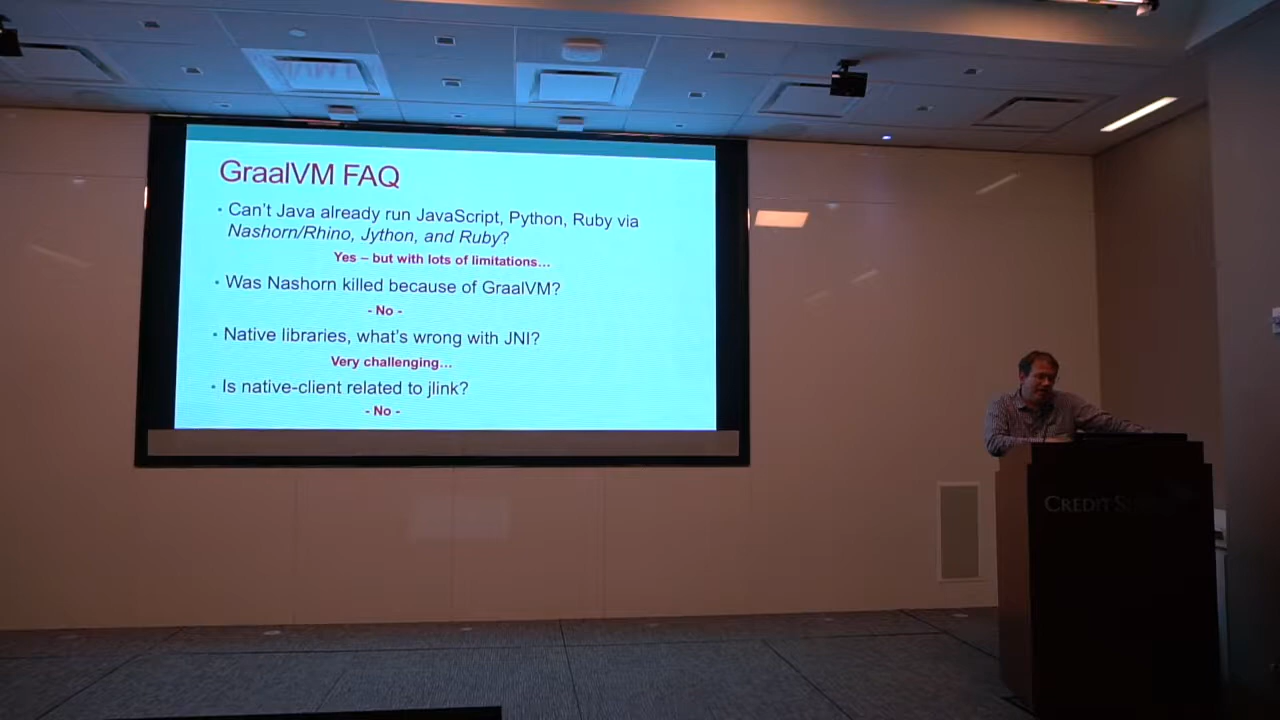 GraalVM FAQ
• Can't Java already run JavaScript, Python, Ruby via
Nashorn/Rhino, Jython, and Ruby?
Yes – but with lots of limitations…
• Was Nashorn killed because of GraalVM?
- No -
• Native libraries, what's wrong with JNI?
Very challenging…
• Is native-client related to jlink?
- No -
CREDIT